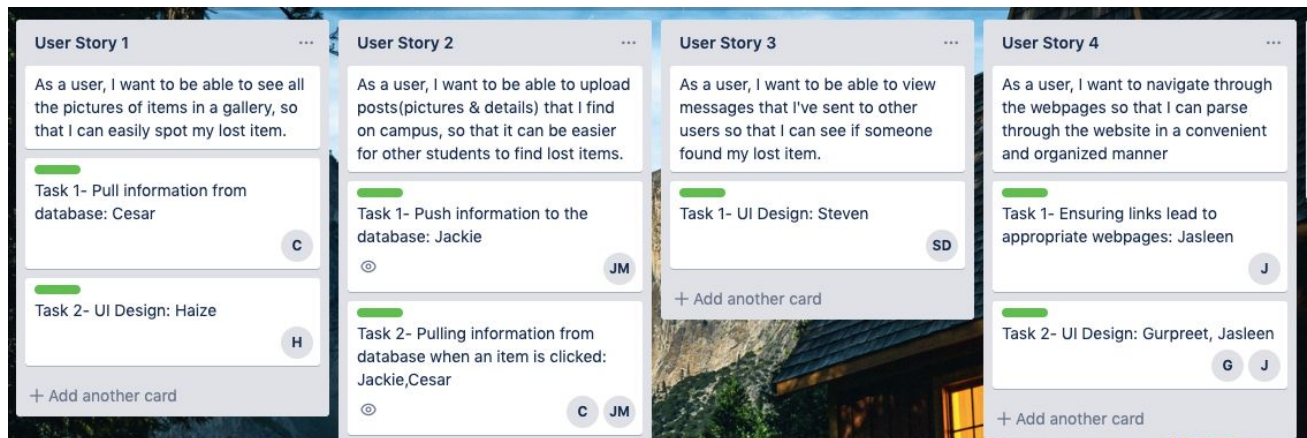 User Story 1 ...
As a user, I want to be able to see all
the pictures of items in a gallery, so
that I can easily spot my lost item.
Task 1- Pull information from
database: Cesar
C
Task 2- UI Design: Haize
H
+ Add another card
User Story 2 ...
As a user, I want to be able to upload
posts(pictures & details) that I find
on campus, so that it can be easier
for other students to find lost items.
Task 1- Push information to the
database: Jackie
JM
Task 2- Pulling information from
database when an item is clicked:
Jackie,Cesar
C JM
User Story 3 ...
As a user, I want to be able to view
messages that I've sent to other
users so that I can see if someone
found my lost item.
Task 1- UI Design: Steven
SD
+ Add another card
User Story 4 ...
As a user, I want to navigate through
the webpages so that I can parse
through the website in a convenient
and organized manner
Task 1- Ensuring links lead to
appropriate webpages: Jasleen
J
Task 2- UI Design: Gurpreet, Jasleen
G J
+ Add another card